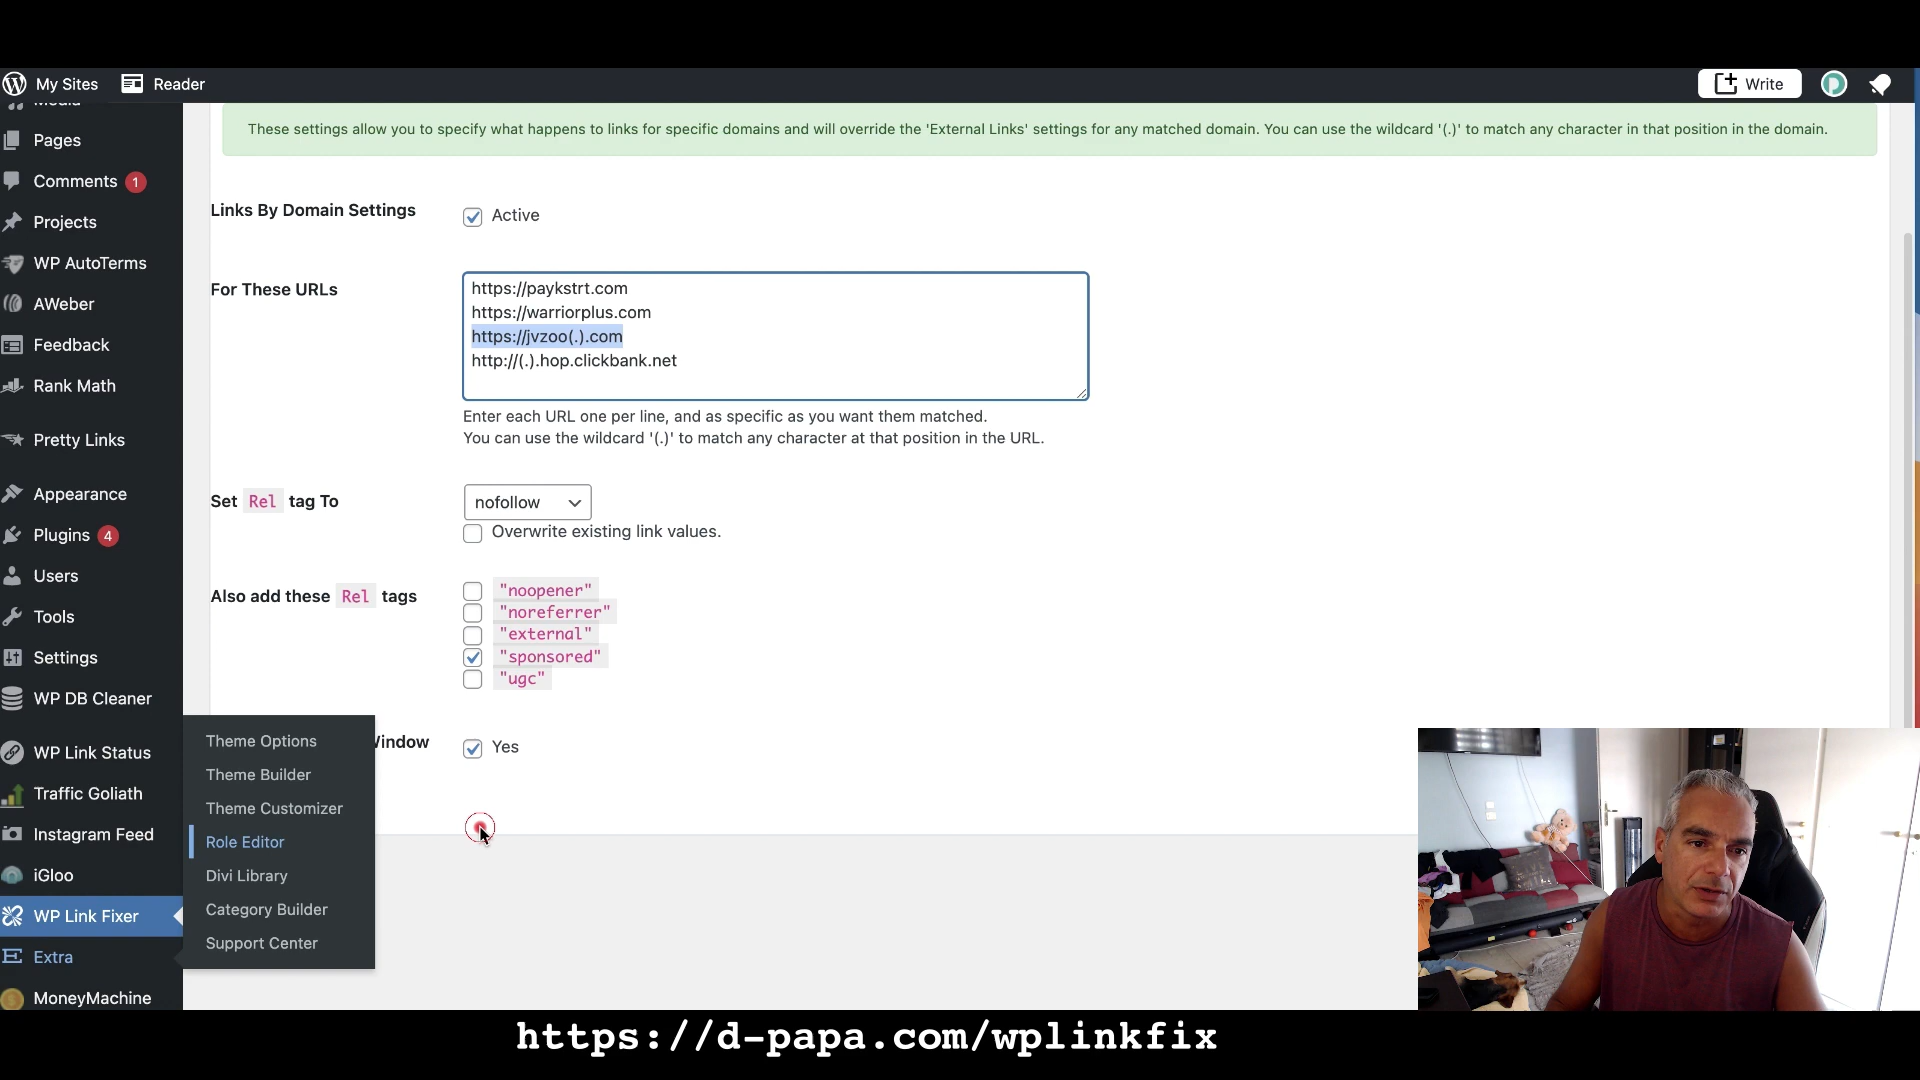 My Sites
Reader
Write
Media
Pages
Comments 1
Projects
WP AutoTerms
AWeber
Feedback
Rank Math
Pretty Links
Appearance
Plugins 4
Users
Tools
Settings
WP DB Cleaner
WP Link Status
Traffic Goliath
Instagram Feed
iGloo
WP Link Fixer
Extra
MoneyMachine
Theme Options
Theme Builder
Theme Customizer
Role Editor
Divi Library
Category Builder
Support Center
These settings allow you to specify what happens to links for specific domains and will override the 'External Links' settings for any matched domain. You can use the wildcard '(.)' to match any character in that position in the domain.
Links By Domain Settings
Active
For These URLs
https://paykstrt.com
https://warriorplus.com
https://jvzoo(.).com
http://(.).hop.clickbank.net
Enter each URL one per line, and as specific as you want them matched.
You can use the wildcard '(.)' to match any character at that position in the URL.
Set Rel tag To
nofollow
Overwrite existing link values.
Also add these Rel tags
"noopener"
"noreferrer"
"external"
"sponsored"
"ugc"
Window
Yes
https://d-papa.com/wplinkfix